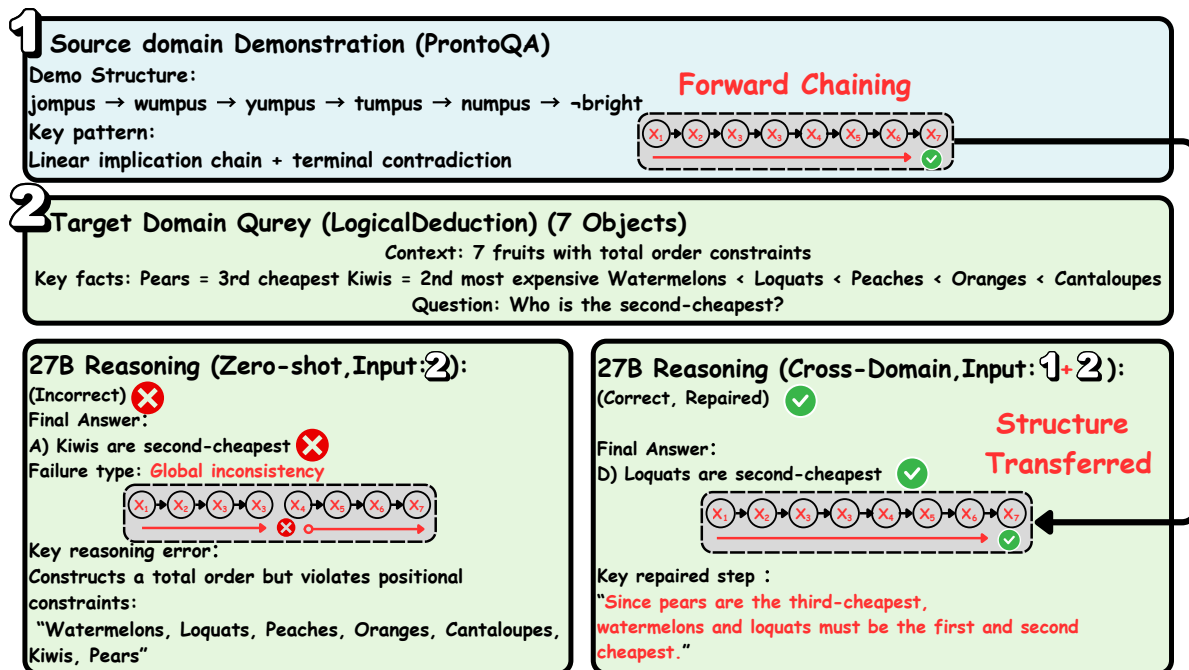 1 Source domain Demonstration (ProntoQA)
Demo Structure:
jompus → wumpus → yumpus → tumpus → numpus → ¬bright
Key pattern:
Linear implication chain + terminal contradiction
Forward Chaining
X₁ X₂ X₃ X₃ X₄ X₅ X₆ X₇
2 Target Domain Qurey (LogicalDeduction) (7 Objects)
Context: 7 fruits with total order constraints
Key facts: Pears = 3rd cheapest Kiwis = 2nd most expensive Watermelons < Loquats < Peaches < Oranges < Cantaloupes
Question: Who is the second-cheapest?
27B Reasoning (Zero-shot,Input:2):
(Incorrect)
Final Answer:
A) Kiwis are second-cheapest
Failure type: Global inconsistency
X₁ X₂ X₃ X₃ X₄ X₅ X₆ X₇
Key reasoning error:
Constructs a total order but violates positional
constraints:
“Watermelons, Loquats, Peaches, Oranges, Cantaloupes,
Kiwis, Pears”
27B Reasoning (Cross-Domain,Input:1+2):
(Correct, Repaired)
Structure
Transferred
Final Answer:
D) Loquats are second-cheapest
X₁ X₂ X₃ X₃ X₄ X₅ X₆ X₇
Key repaired step :
“Since pears are the third-cheapest,
watermelons and loquats must be the first and second
cheapest.”